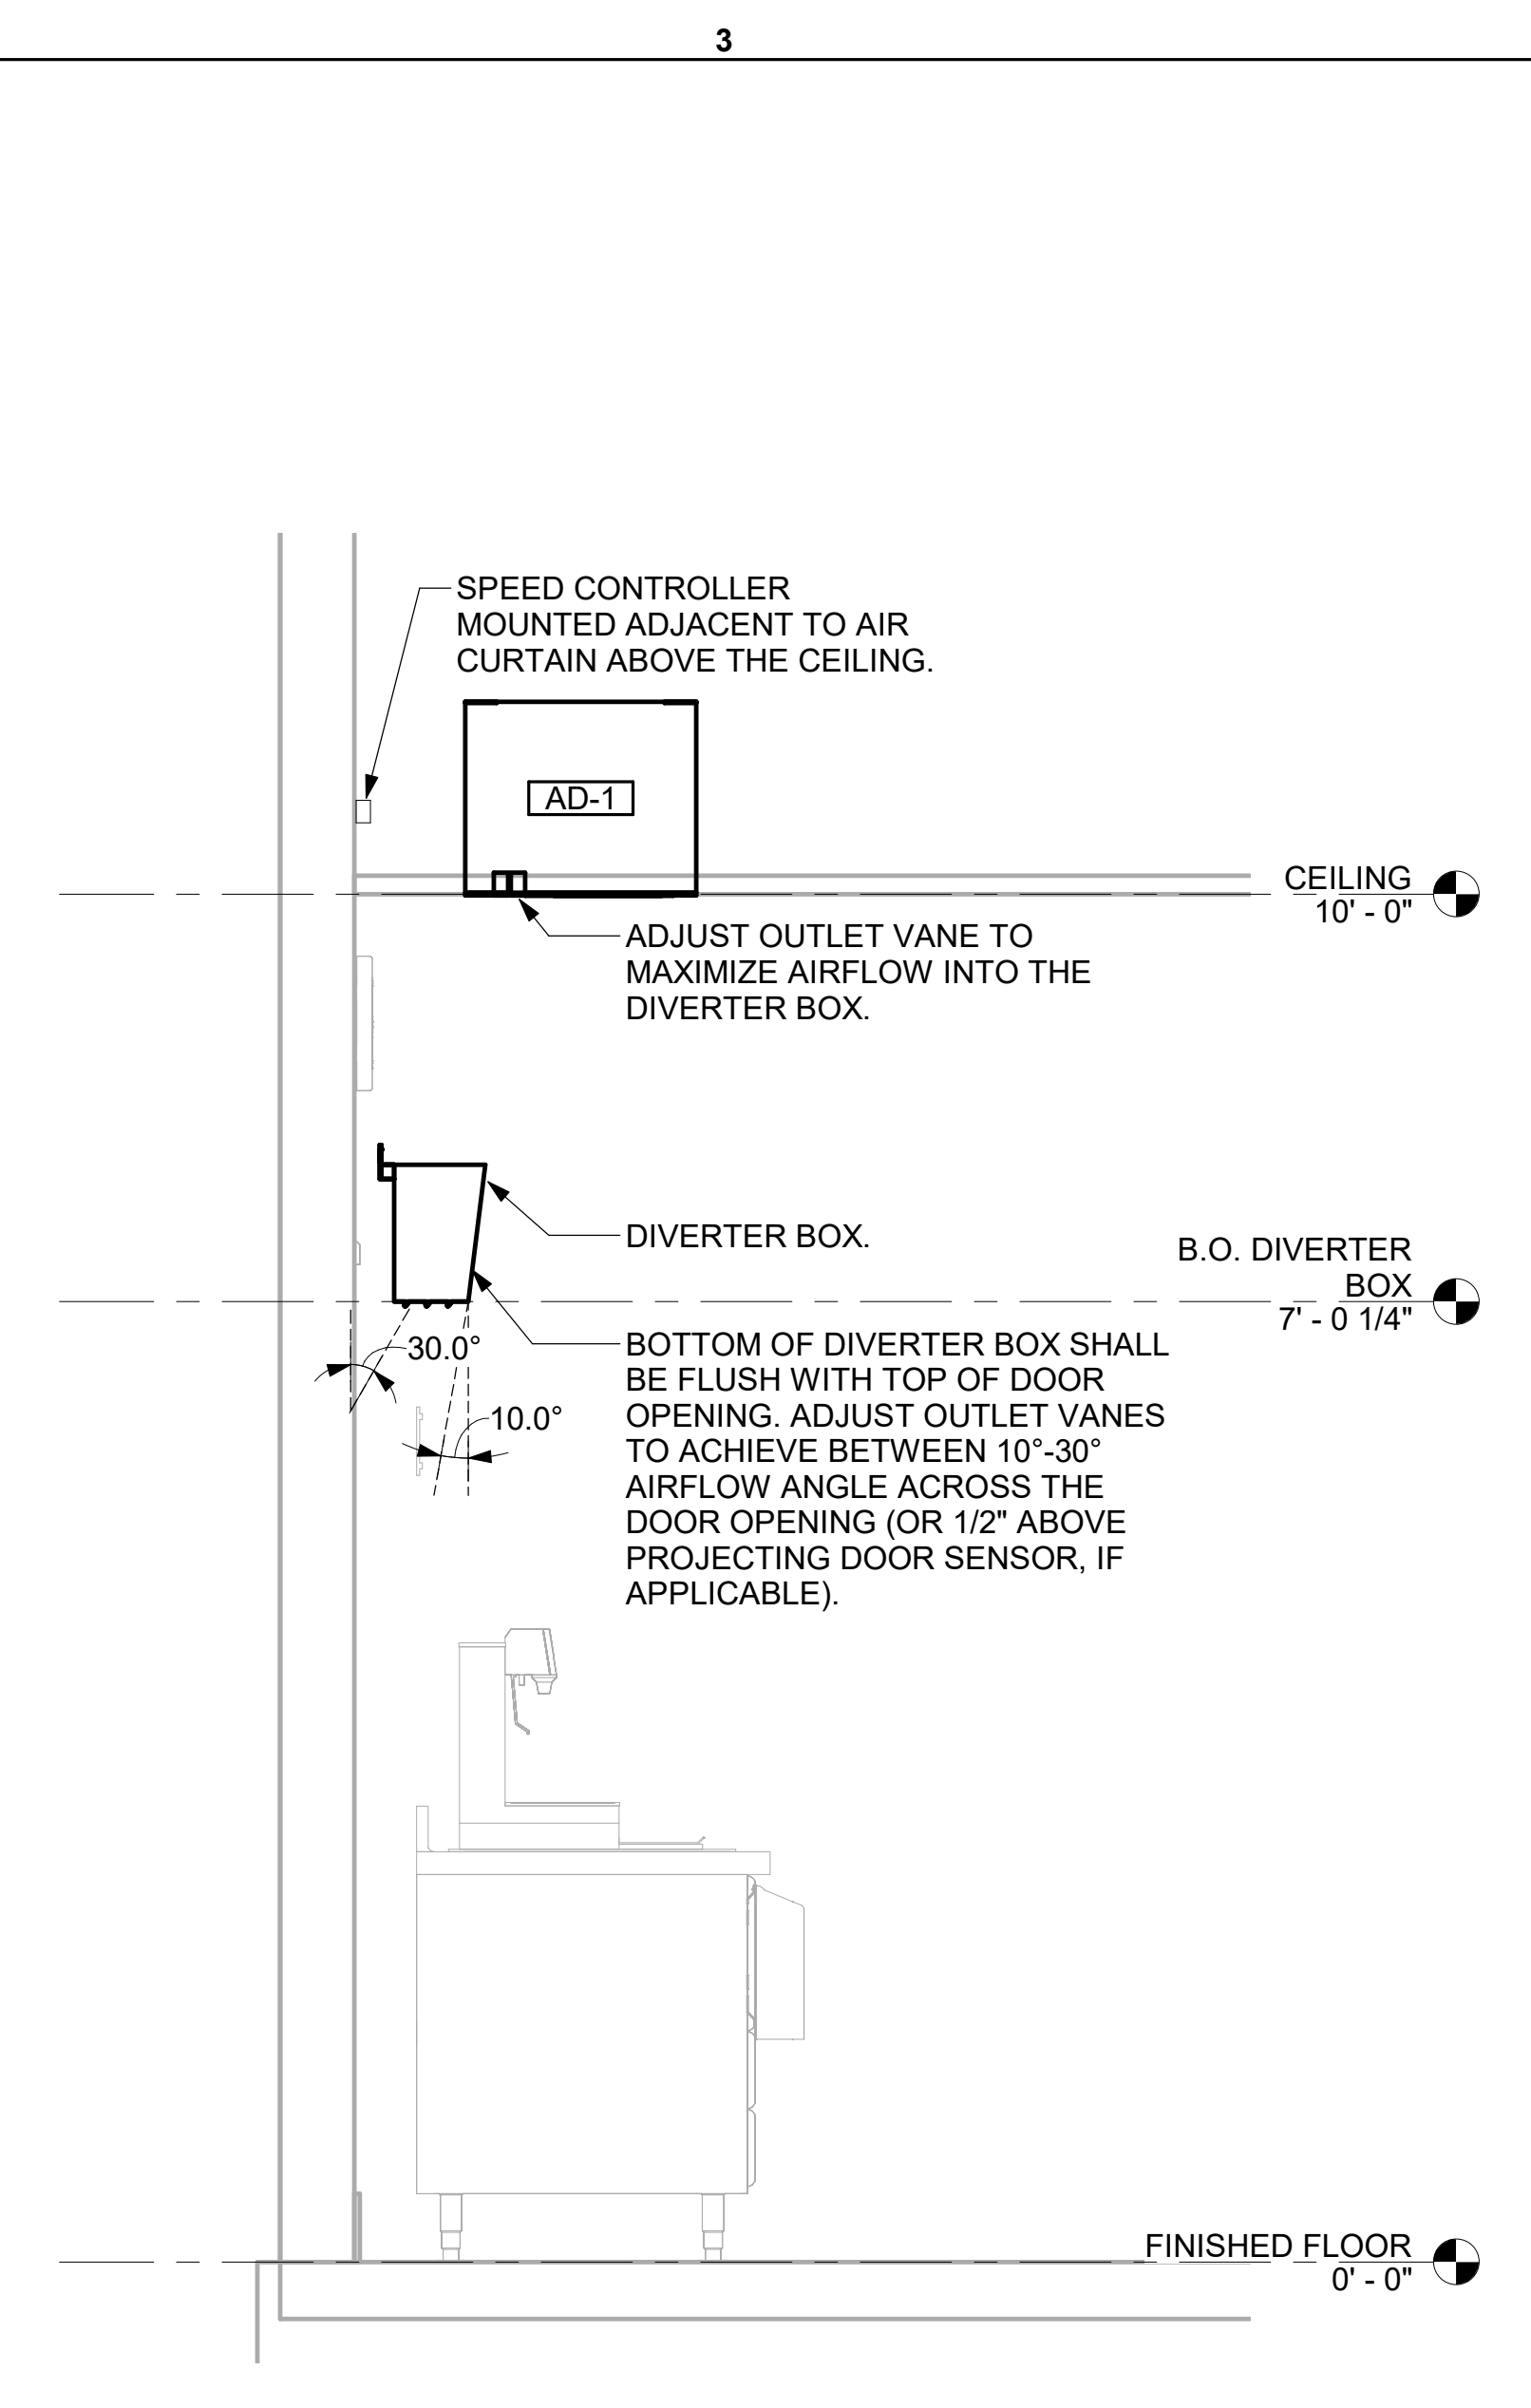 3
SPEED CONTROLLER
MOUNTED ADJACENT TO AIR
CURTAIN ABOVE THE CEILING.
AD-1
CEILING
10' - 0"
ADJUST OUTLET VANE TO
MAXIMIZE AIRFLOW INTO THE
DIVERTER BOX.
DIVERTER BOX.
B.O. DIVERTER
BOX
7' - 0 1/4"
30.0°
10.0°
BOTTOM OF DIVERTER BOX SHALL
BE FLUSH WITH TOP OF DOOR
OPENING. ADJUST OUTLET VANES
TO ACHIEVE BETWEEN 10°-30°
AIRFLOW ANGLE ACROSS THE
DOOR OPENING (OR 1/2" ABOVE
PROJECTING DOOR SENSOR, IF
APPLICABLE).
FINISHED FLOOR
0' - 0"